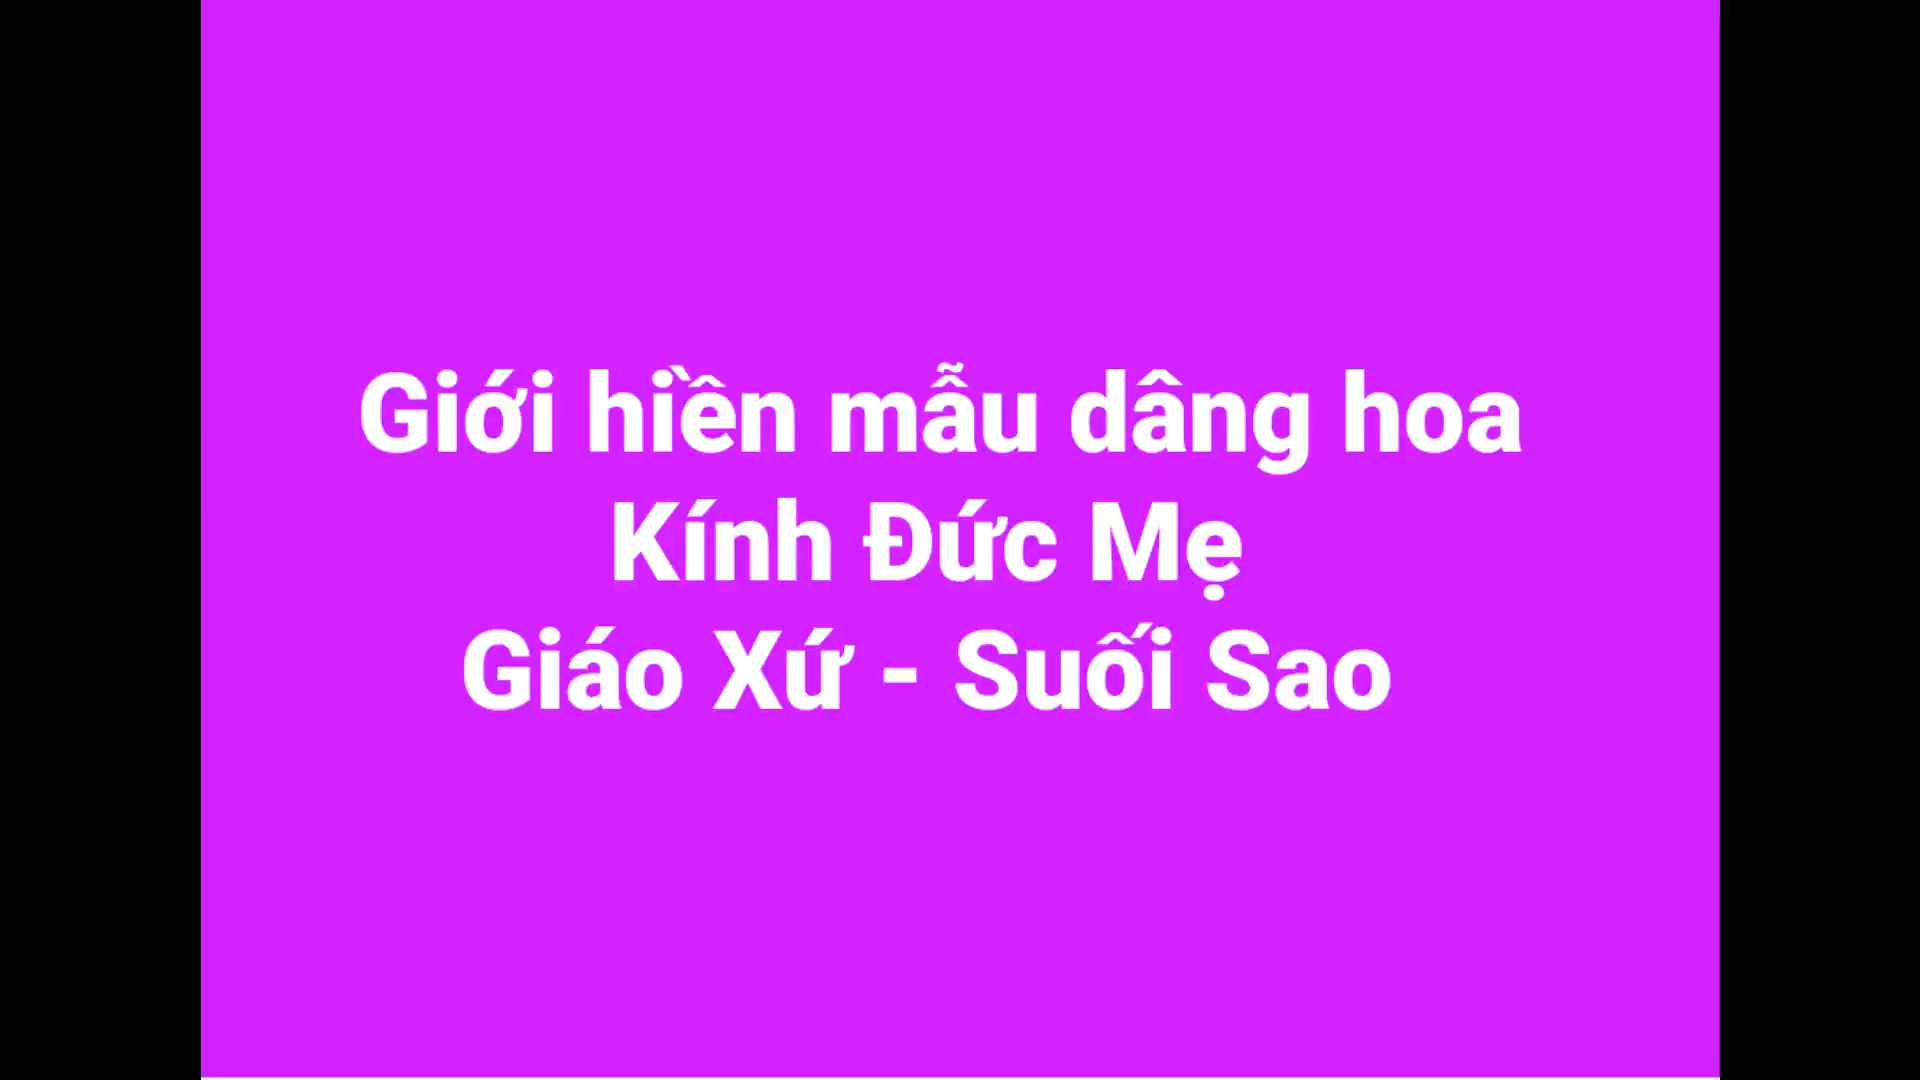 Giới hiền mẫu dâng hoa
Kính Đức Mẹ
Giáo Xứ - Suối Sao